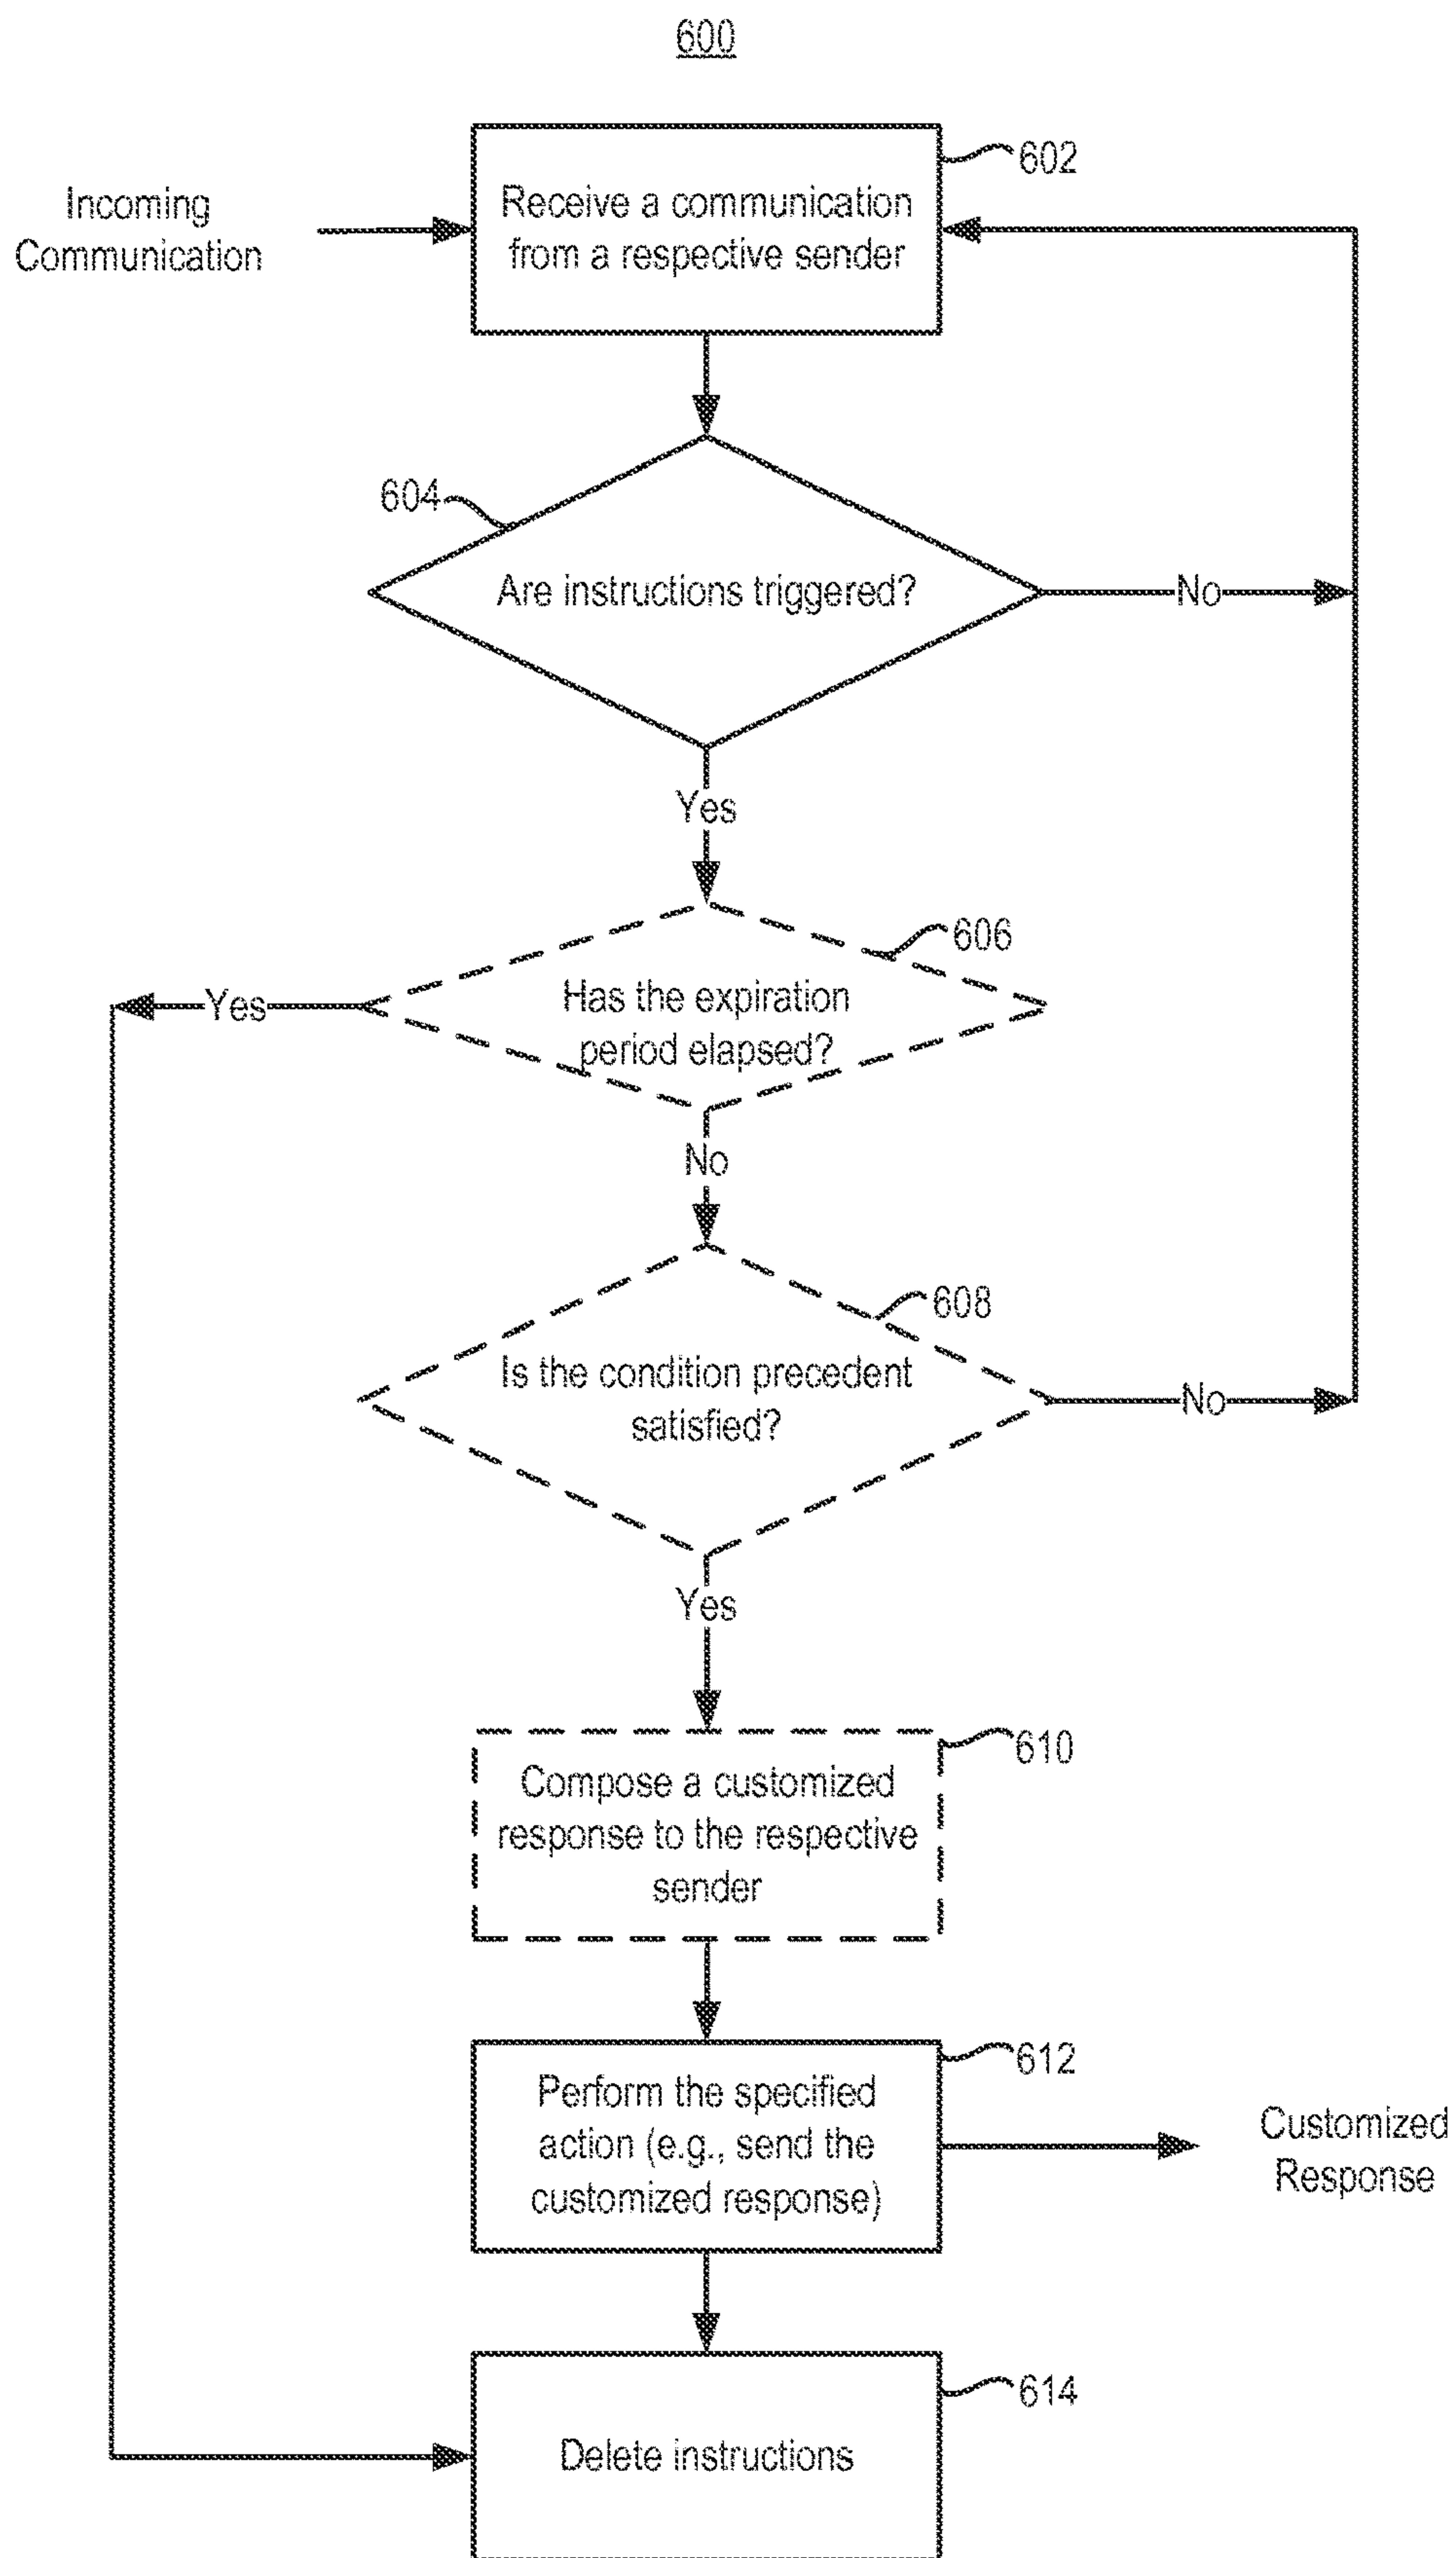 600
602
Incoming
Communication
Receive a communication
from a respective sender
604
Are instructions triggered?
No
Yes
606
Yes
Has the expiration
period elapsed?
No
608
Is the condition precedent
satisfied?
No
Yes
610
Compose a customized
response to the respective
sender
612
Perform the specified
action (e.g., send the
customized response)
Customized
Response
614
Delete instructions